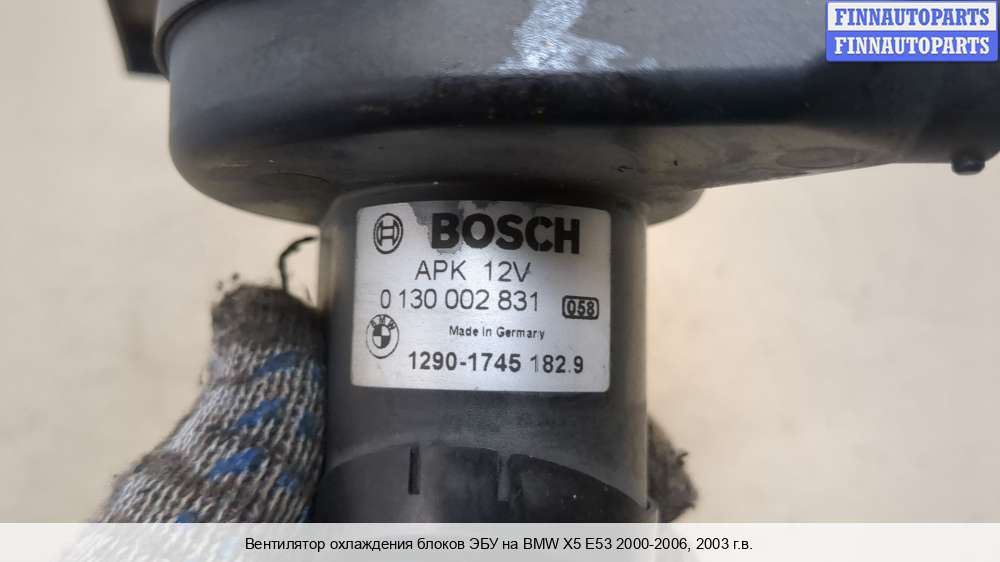 FINNAUTOPARTS
FINNAUTOPARTS
BOSCH
APK 12V
0 130 002 831 058
BMW
Made in Germany
1290-1745 182.9
Вентилятор охлаждения блоков ЭБУ на BMW X5 E53 2000-2006, 2003 г.в.